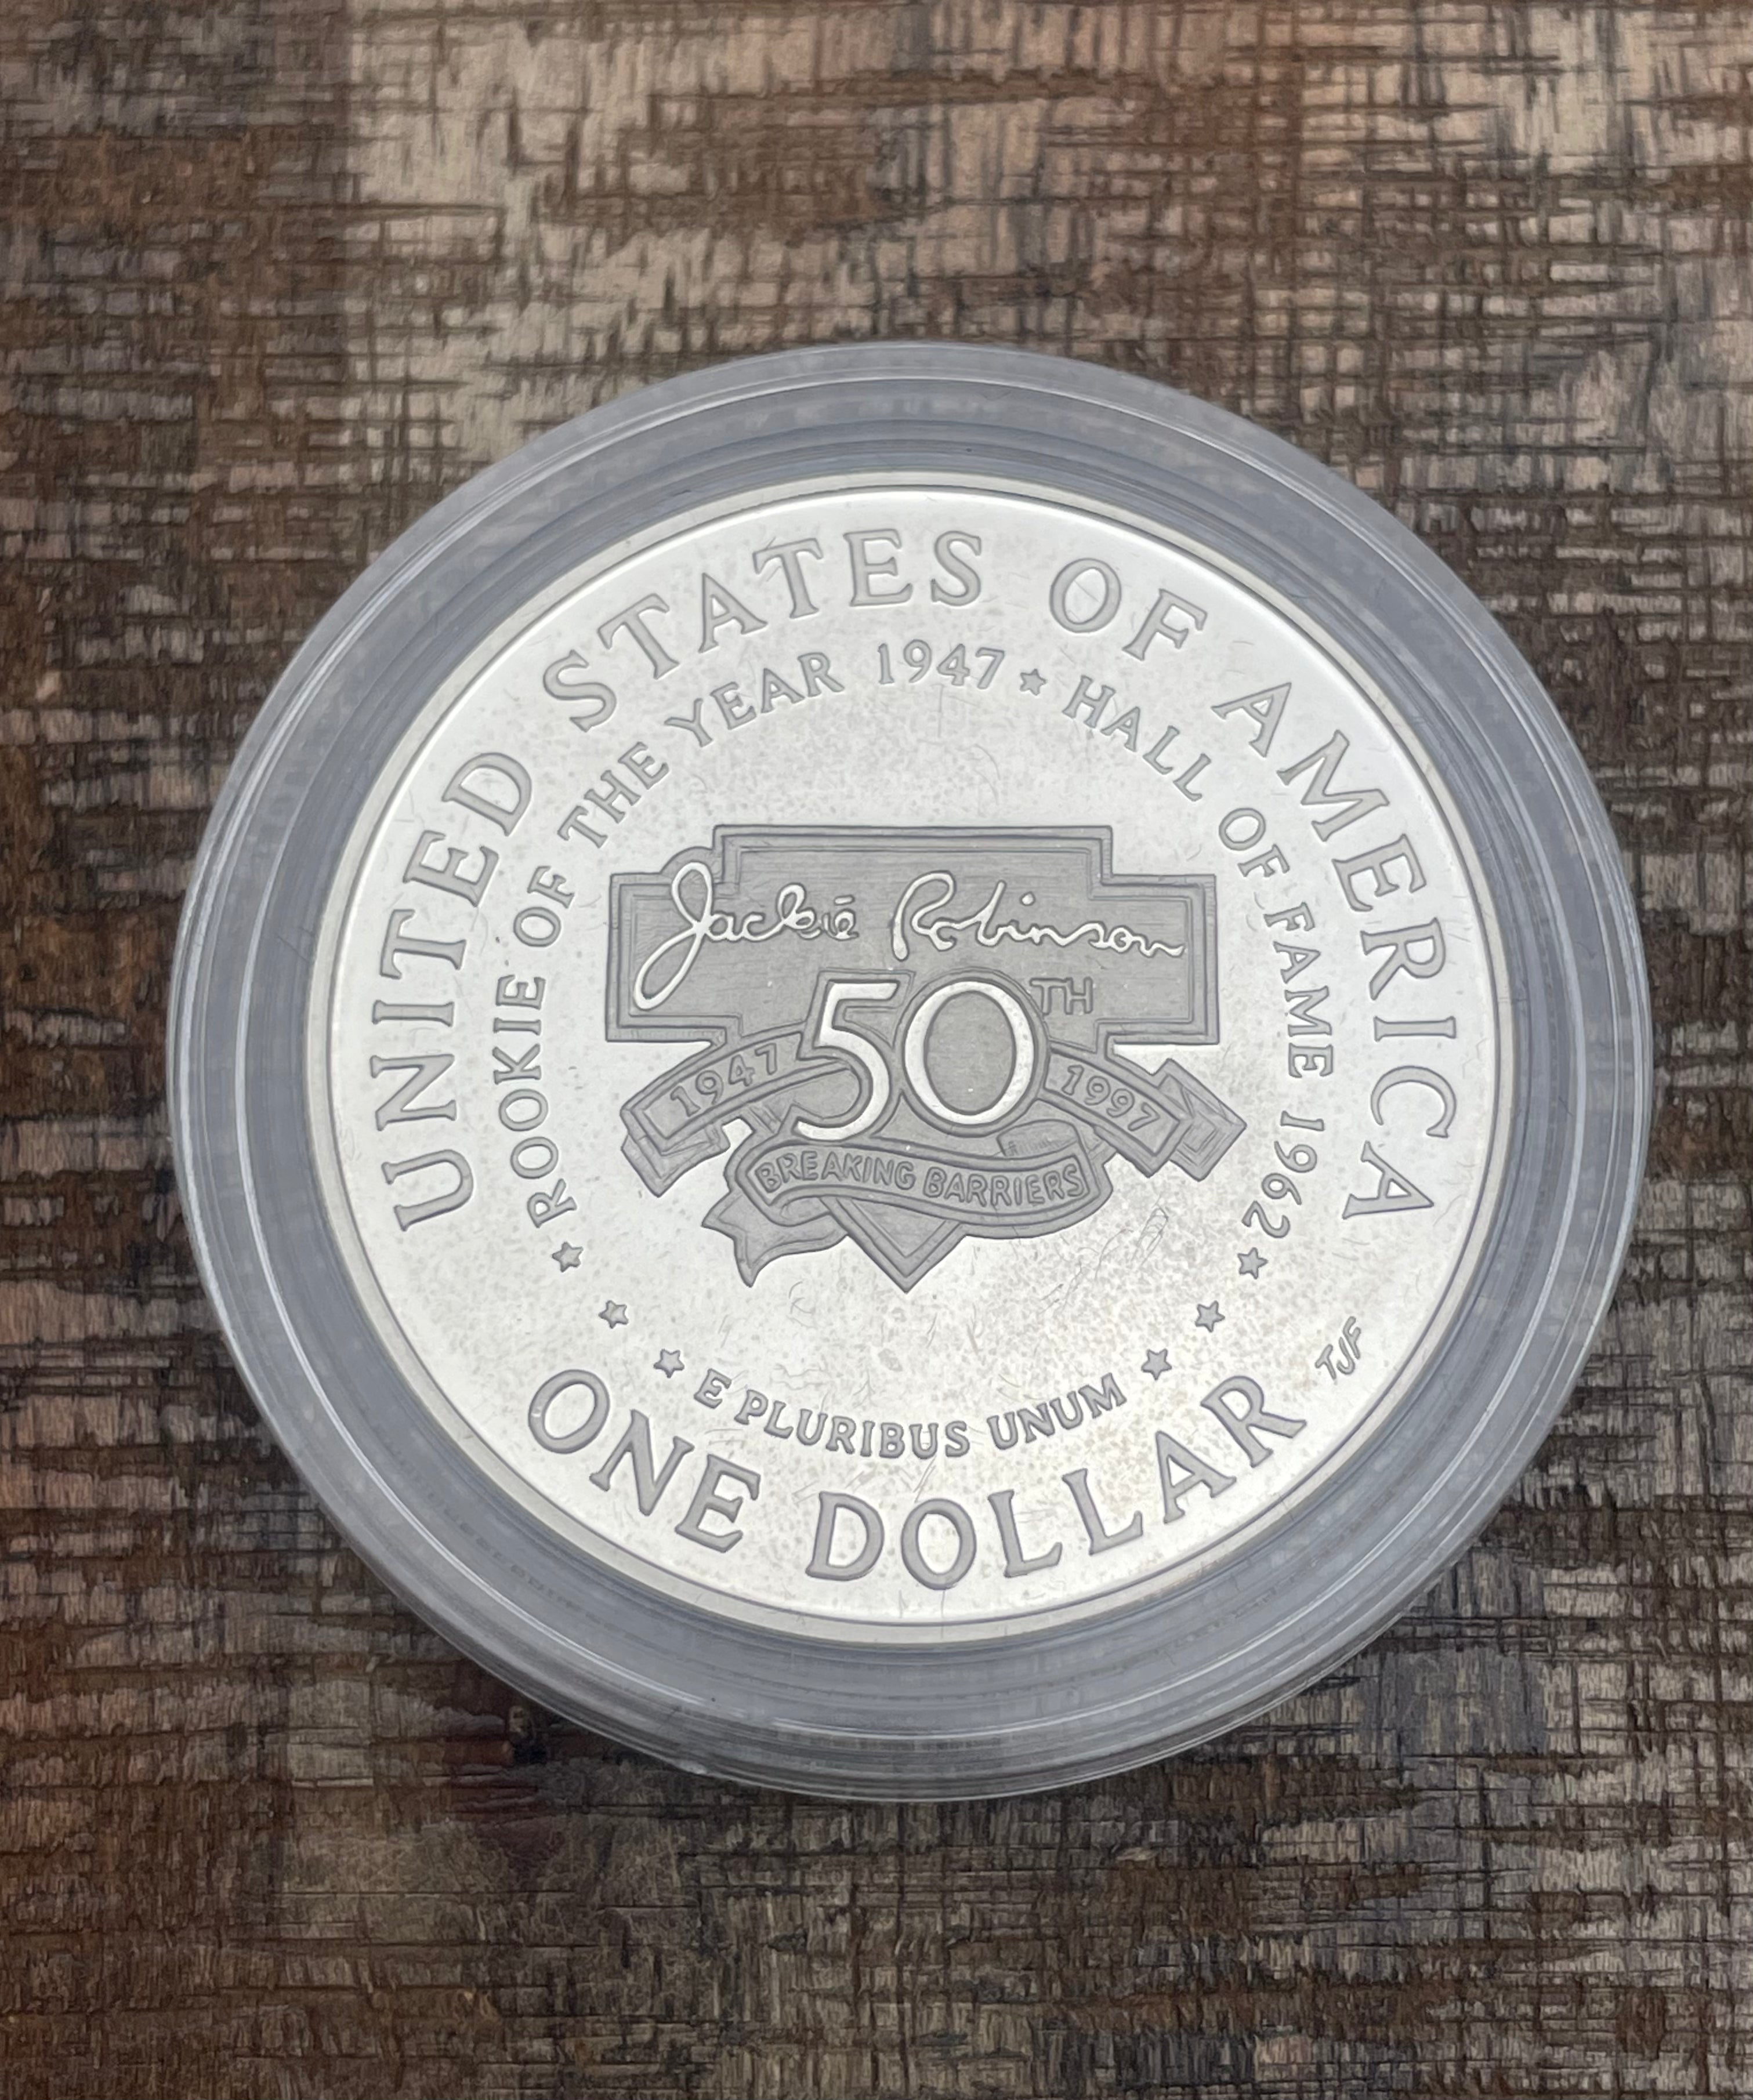 UNITED STATES OF AMERICA
★ ROOKIE OF THE YEAR 1947 ★ HALL OF FAME 1962 ★
Jackie Robinson
50TH
1947 1997
BREAKING BARRIERS
★ ★ E PLURIBUS UNUM ★ ★
ONE DOLLAR
TJF